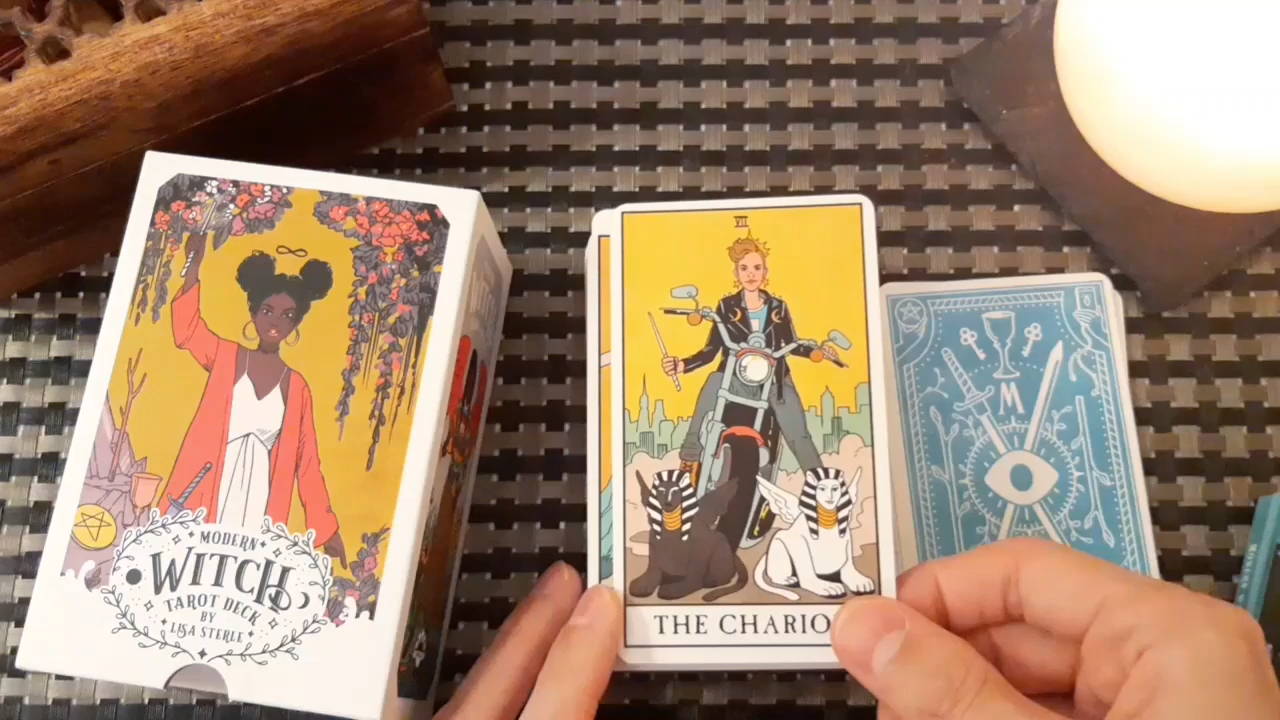 MODERN
WITCH
TAROT DECK
BY
LISA STERLE
VII
THE CHARIO
M